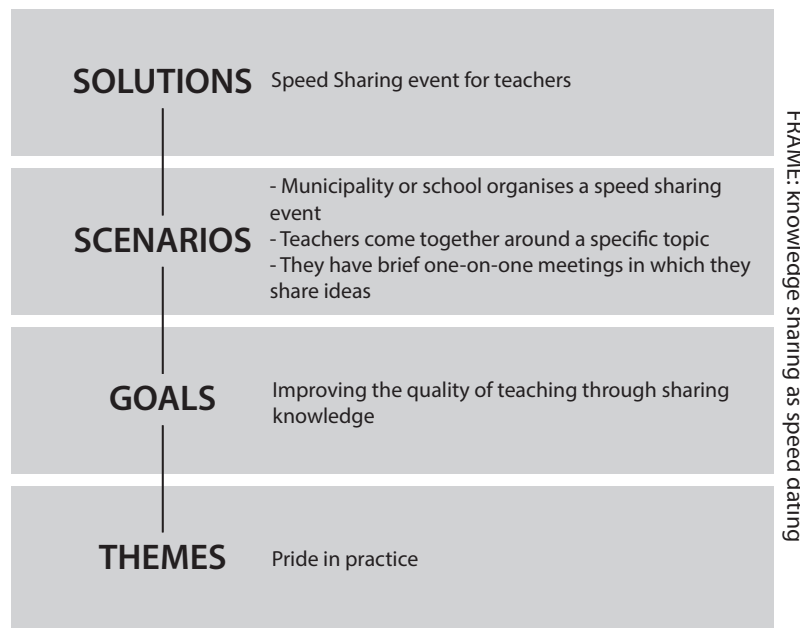 SOLUTIONS
Speed Sharing event for teachers
SCENARIOS
- Municipality or school organises a speed sharing
event
- Teachers come together around a specific topic
- They have brief one-on-one meetings in which they
share ideas
GOALS
Improving the quality of teaching through sharing
knowledge
THEMES
Pride in practice
FRAME: knowledge sharing as speed dating